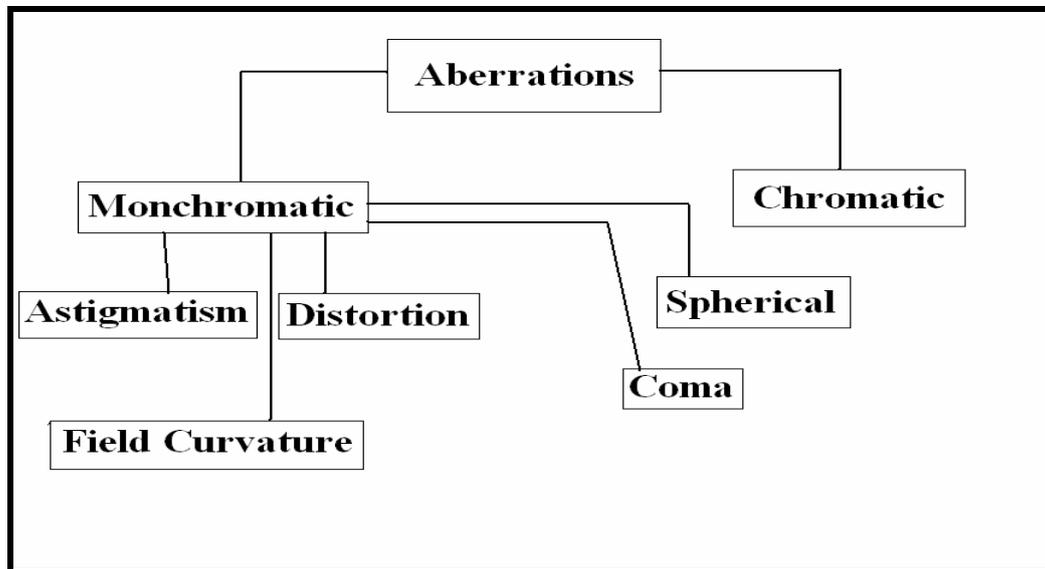 Aberrations
Monchromatic
Chromatic
Astigmatism
Distortion
Spherical
Coma
Field Curvature